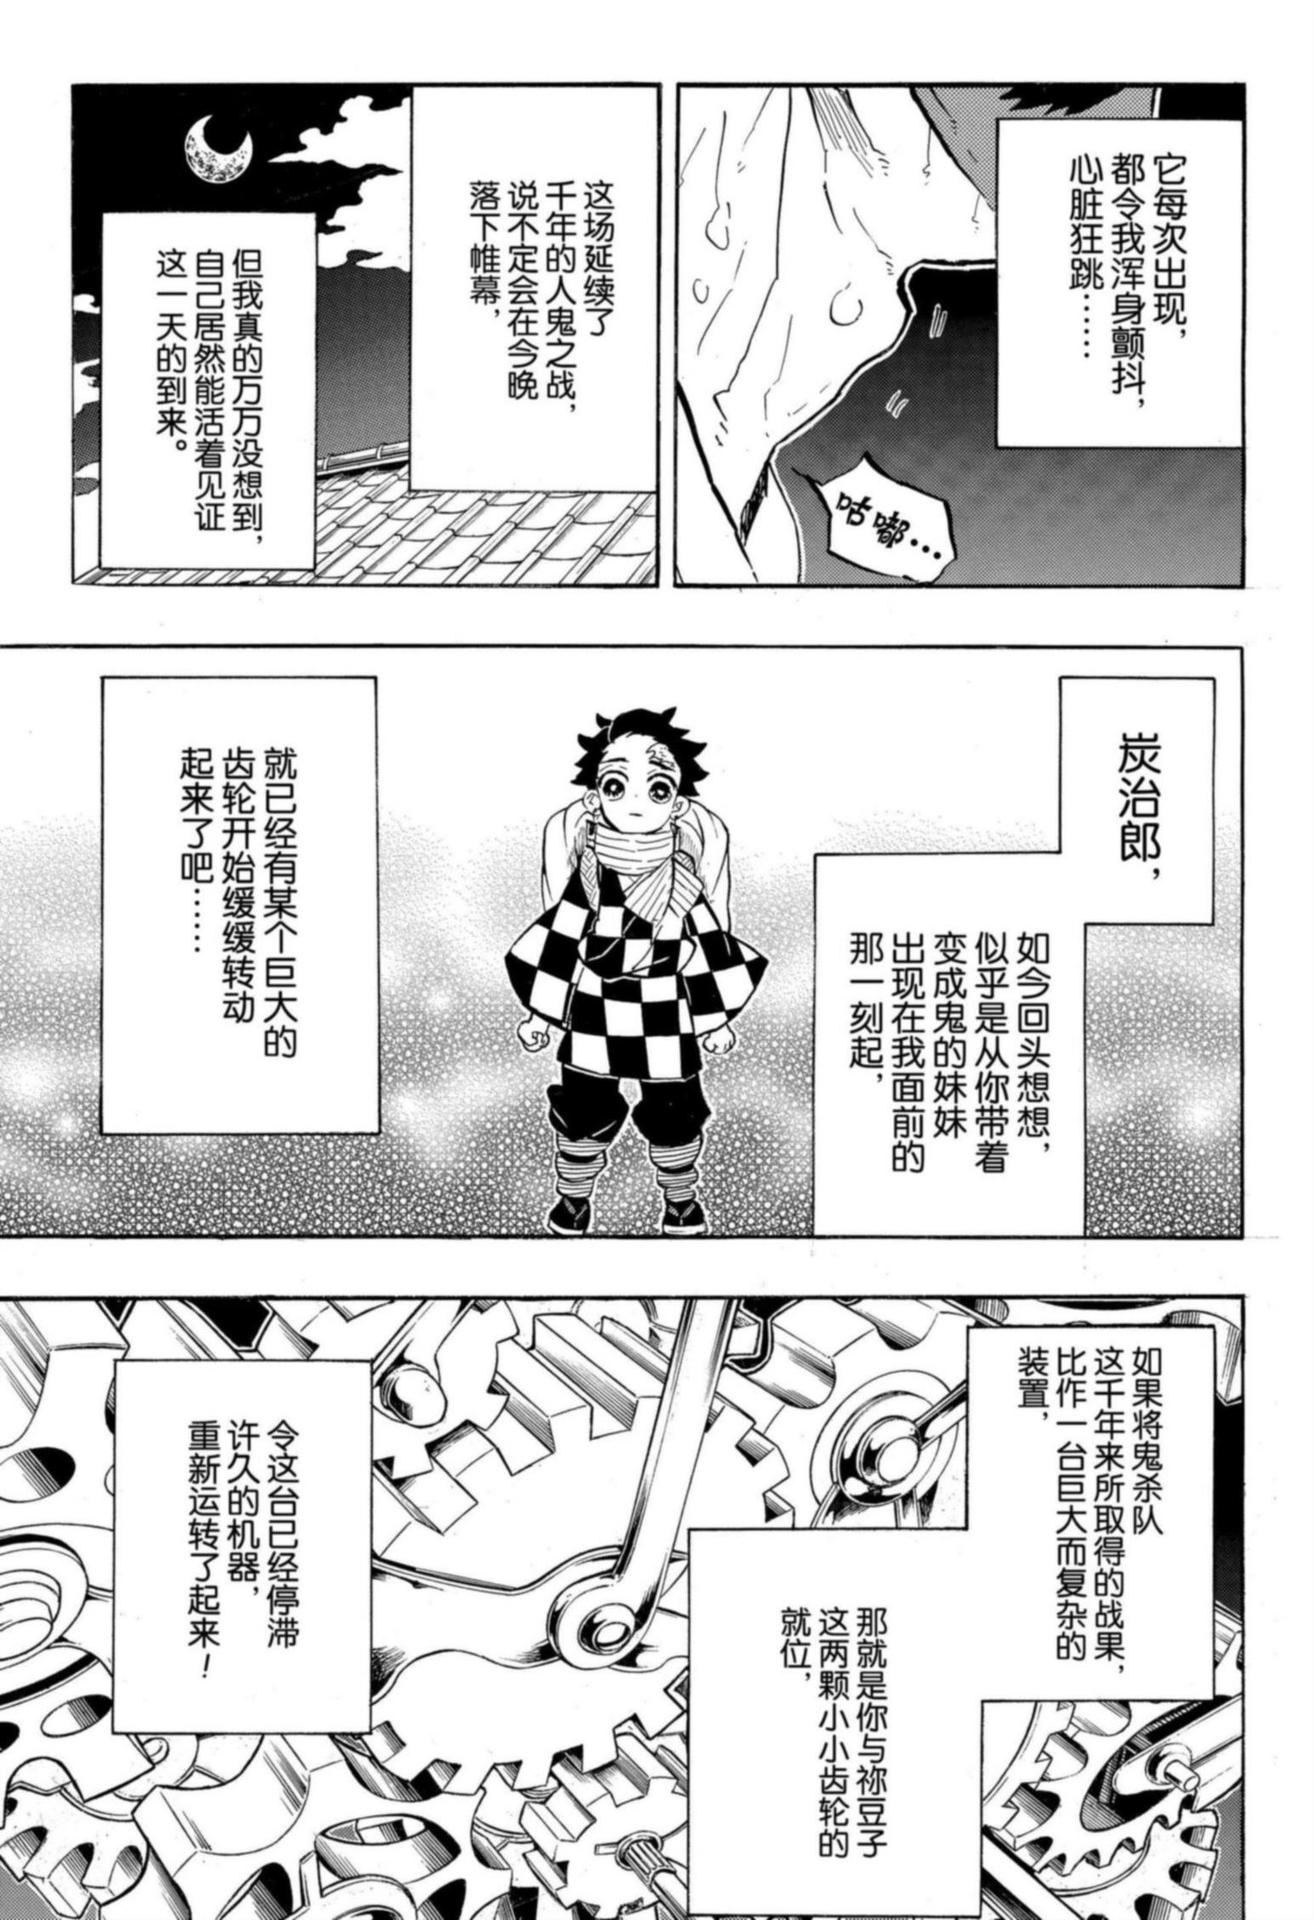 它每次出现，
都令我浑身颤抖，
心脏狂跳……
咕嘟…
这场延续了
千年的人鬼之战，
说不定会在今晚
落下帷幕，
但我真的万万没想到，
自己居然能活着见证
这一天的到来。
炭治郎，
如今回头想想，
似乎是从你带着
变成鬼的妹妹
出现在我面前的
那一刻起，
就已经有某个巨大的
齿轮开始缓缓转动
起来了吧……
如果将鬼杀队
这千年来所取得的战果，
比作一台巨大而复杂的
装置，
那就是你与祢豆子
这两颗小小齿轮的
就位，
令这台已经停滞
许久的机器，
重新运转了起来！